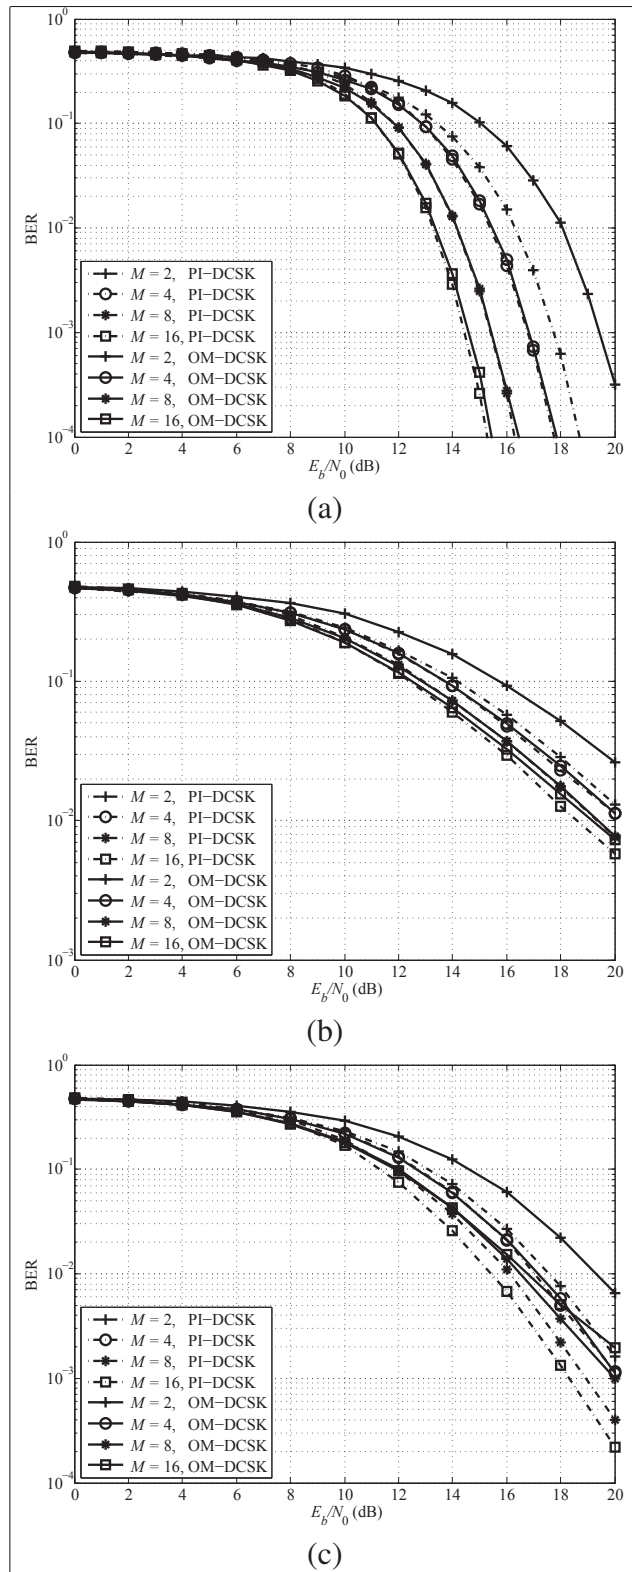 10⁰
10⁻¹
10⁻²
10⁻³
10⁻⁴
BER
M = 2, PI−DCSK
M = 4, PI−DCSK
M = 8, PI−DCSK
M = 16, PI−DCSK
M = 2, OM−DCSK
M = 4, OM−DCSK
M = 8, OM−DCSK
M = 16, OM−DCSK
0 2 4 6 8 10 12 14 16 18 20
E_b/N_0 (dB)
(a)
10⁰
10⁻¹
10⁻²
10⁻³
BER
M = 2, PI−DCSK
M = 4, PI−DCSK
M = 8, PI−DCSK
M = 16, PI−DCSK
M = 2, OM−DCSK
M = 4, OM−DCSK
M = 8, OM−DCSK
M = 16, OM−DCSK
0 2 4 6 8 10 12 14 16 18 20
E_b/N_0 (dB)
(b)
10⁰
10⁻¹
10⁻²
10⁻³
10⁻⁴
BER
M = 2, PI−DCSK
M = 4, PI−DCSK
M = 8, PI−DCSK
M = 16, PI−DCSK
M = 2, OM−DCSK
M = 4, OM−DCSK
M = 8, OM−DCSK
M = 16, OM−DCSK
0 2 4 6 8 10 12 14 16 18 20
E_b/N_0 (dB)
(c)